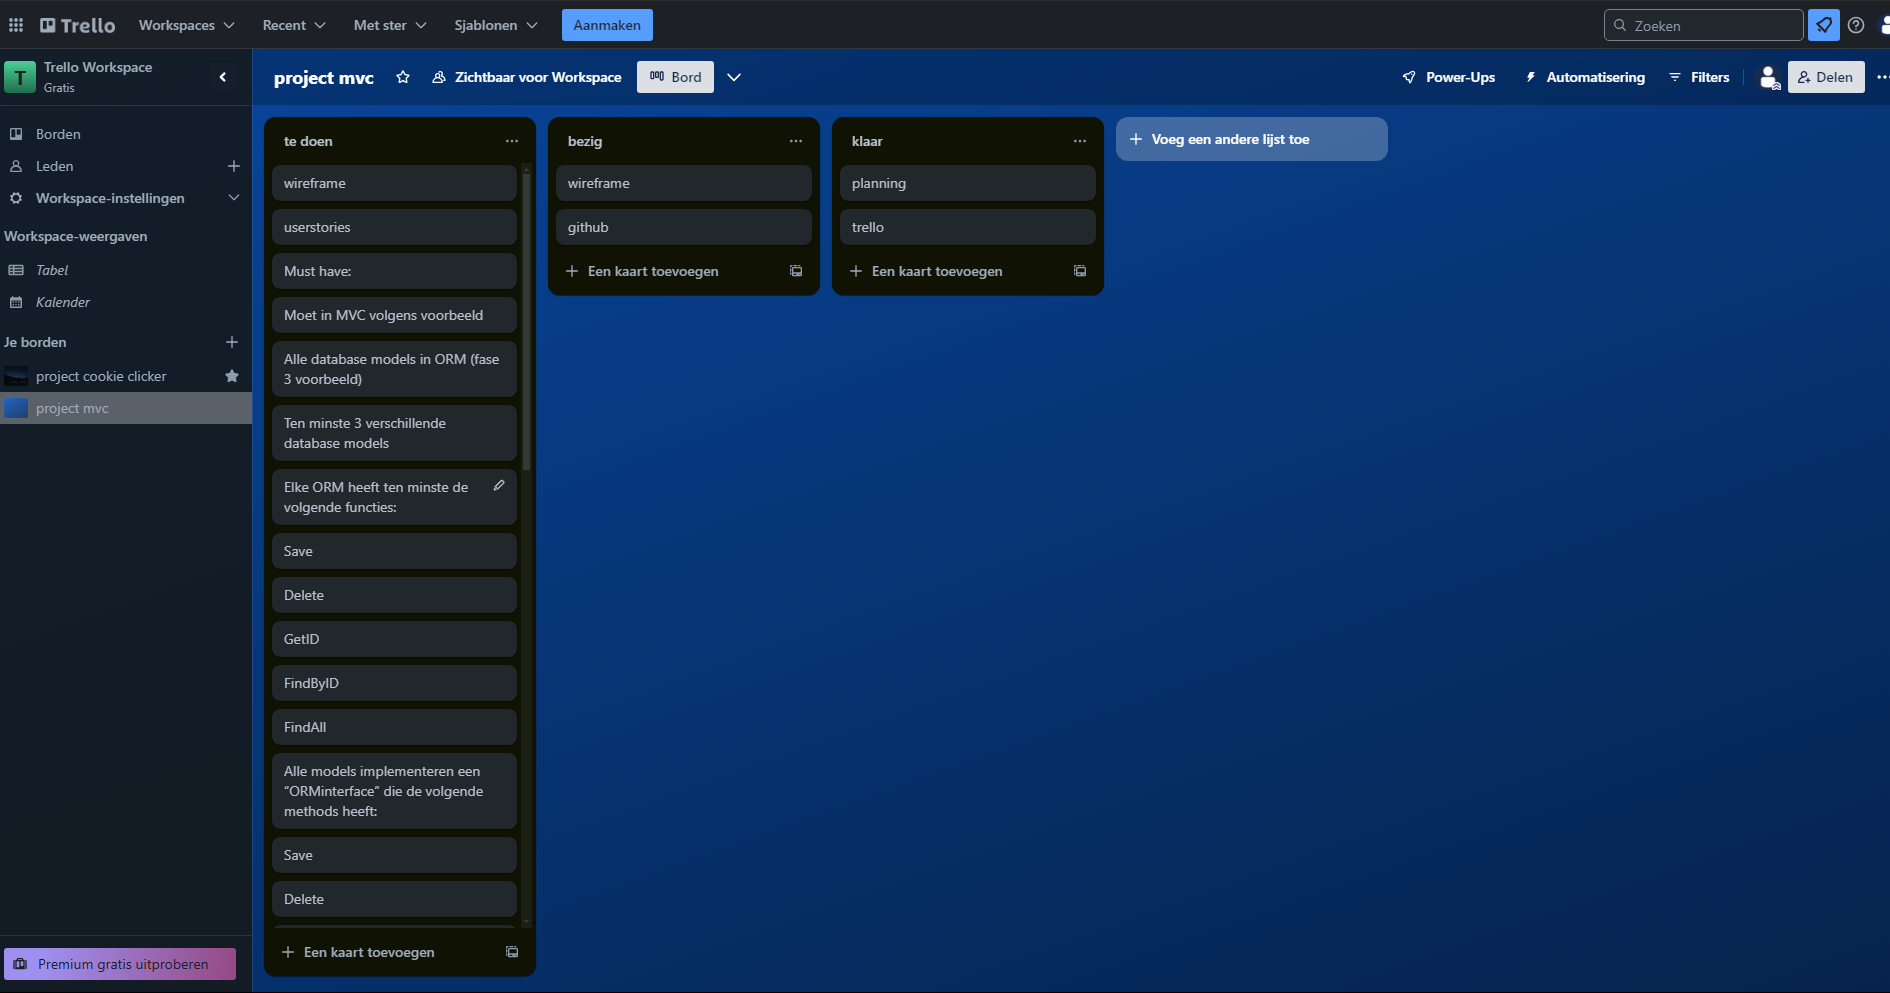 Trello
Workspaces
Recent
Met ster
Sjablonen
Aanmaken
Zoeken
T
Trello Workspace
Gratis
Borden
Leden
Workspace-instellingen
Workspace-weergaven
Tabel
Kalender
Je borden
project cookie clicker
project mvc
Premium gratis uitproberen
project mvc
Zichtbaar voor Workspace
Bord
Power-Ups
Automatisering
Filters
Delen
te doen
wireframe
userstories
Must have:
Moet in MVC volgens voorbeeld
Alle database models in ORM (fase
3 voorbeeld)
Ten minste 3 verschillende
database models
Elke ORM heeft ten minste de
volgende functies:
Save
Delete
GetID
FindByID
FindAll
Alle models implementeren een
“ORMinterface” die de volgende
methods heeft:
Save
Delete
Een kaart toevoegen
bezig
wireframe
github
Een kaart toevoegen
klaar
planning
trello
Een kaart toevoegen
Voeg een andere lijst toe